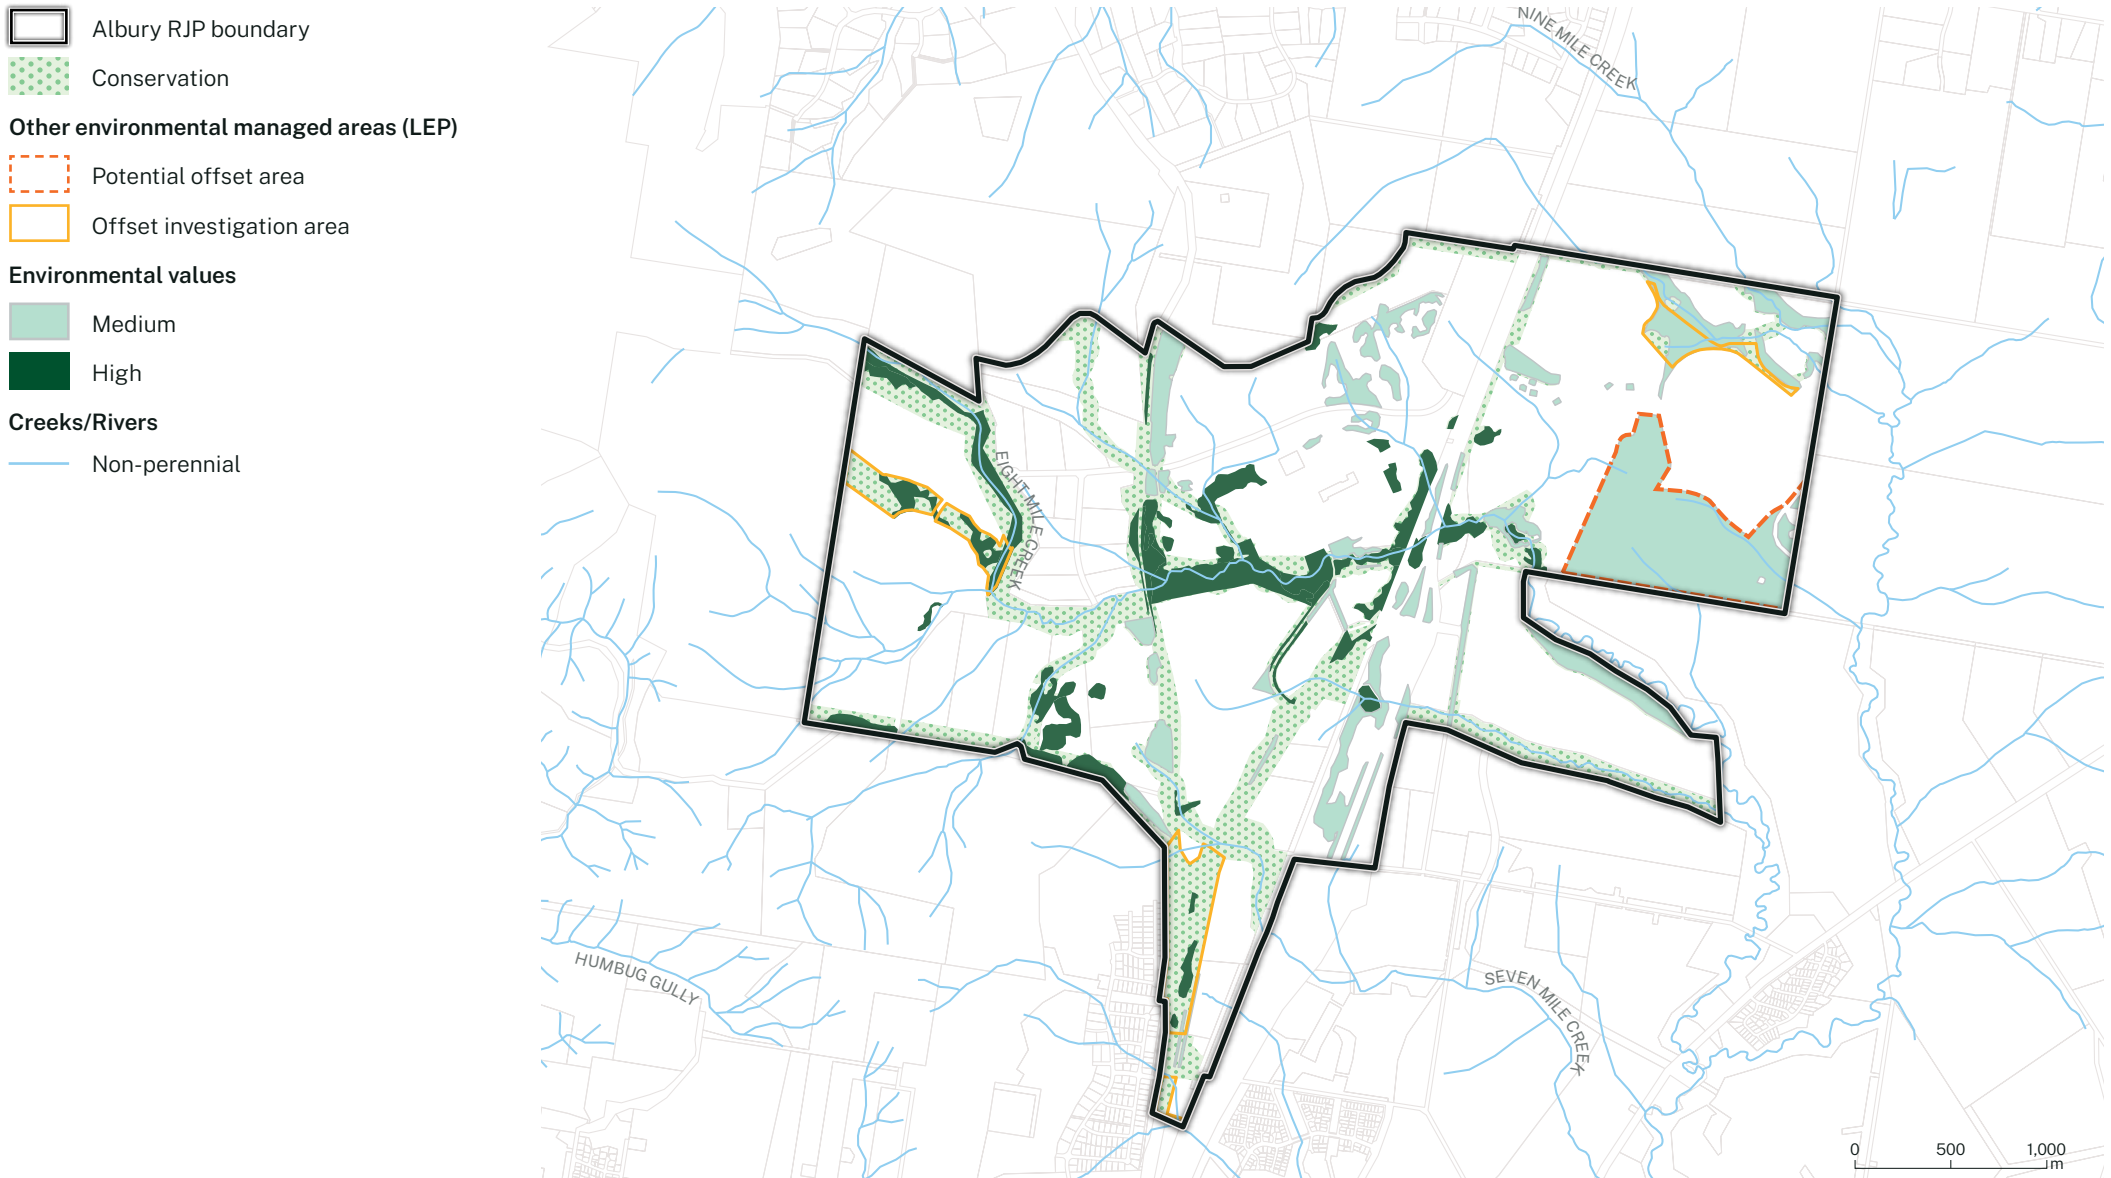 Albury RJP boundary
Conservation
Other environmental managed areas (LEP)
Potential offset area
Offset investigation area
Environmental values
Medium
High
Creeks/Rivers
Non-perennial
NINE MILE CREEK
EIGHT MILE CREEK
HUMBUG GULLY
SEVEN MILE CREEK
0 500 1,000
m